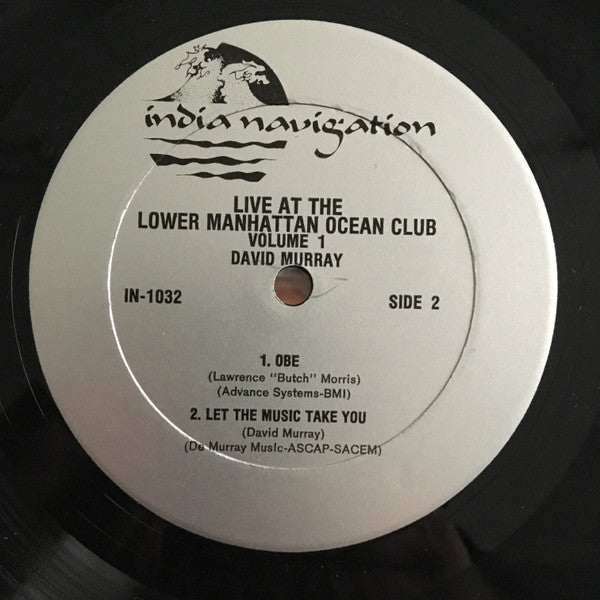 india navigation
LIVE AT THE
LOWER MANHATTAN OCEAN CLUB
VOLUME 1
DAVID MURRAY
IN-1032
SIDE 2
1. OBE
(Lawrence "Butch" Morris)
(Advance Systems-BMI)
2. LET THE MUSIC TAKE YOU
(David Murray)
(De Murray Music-ASCAP-SACEM)